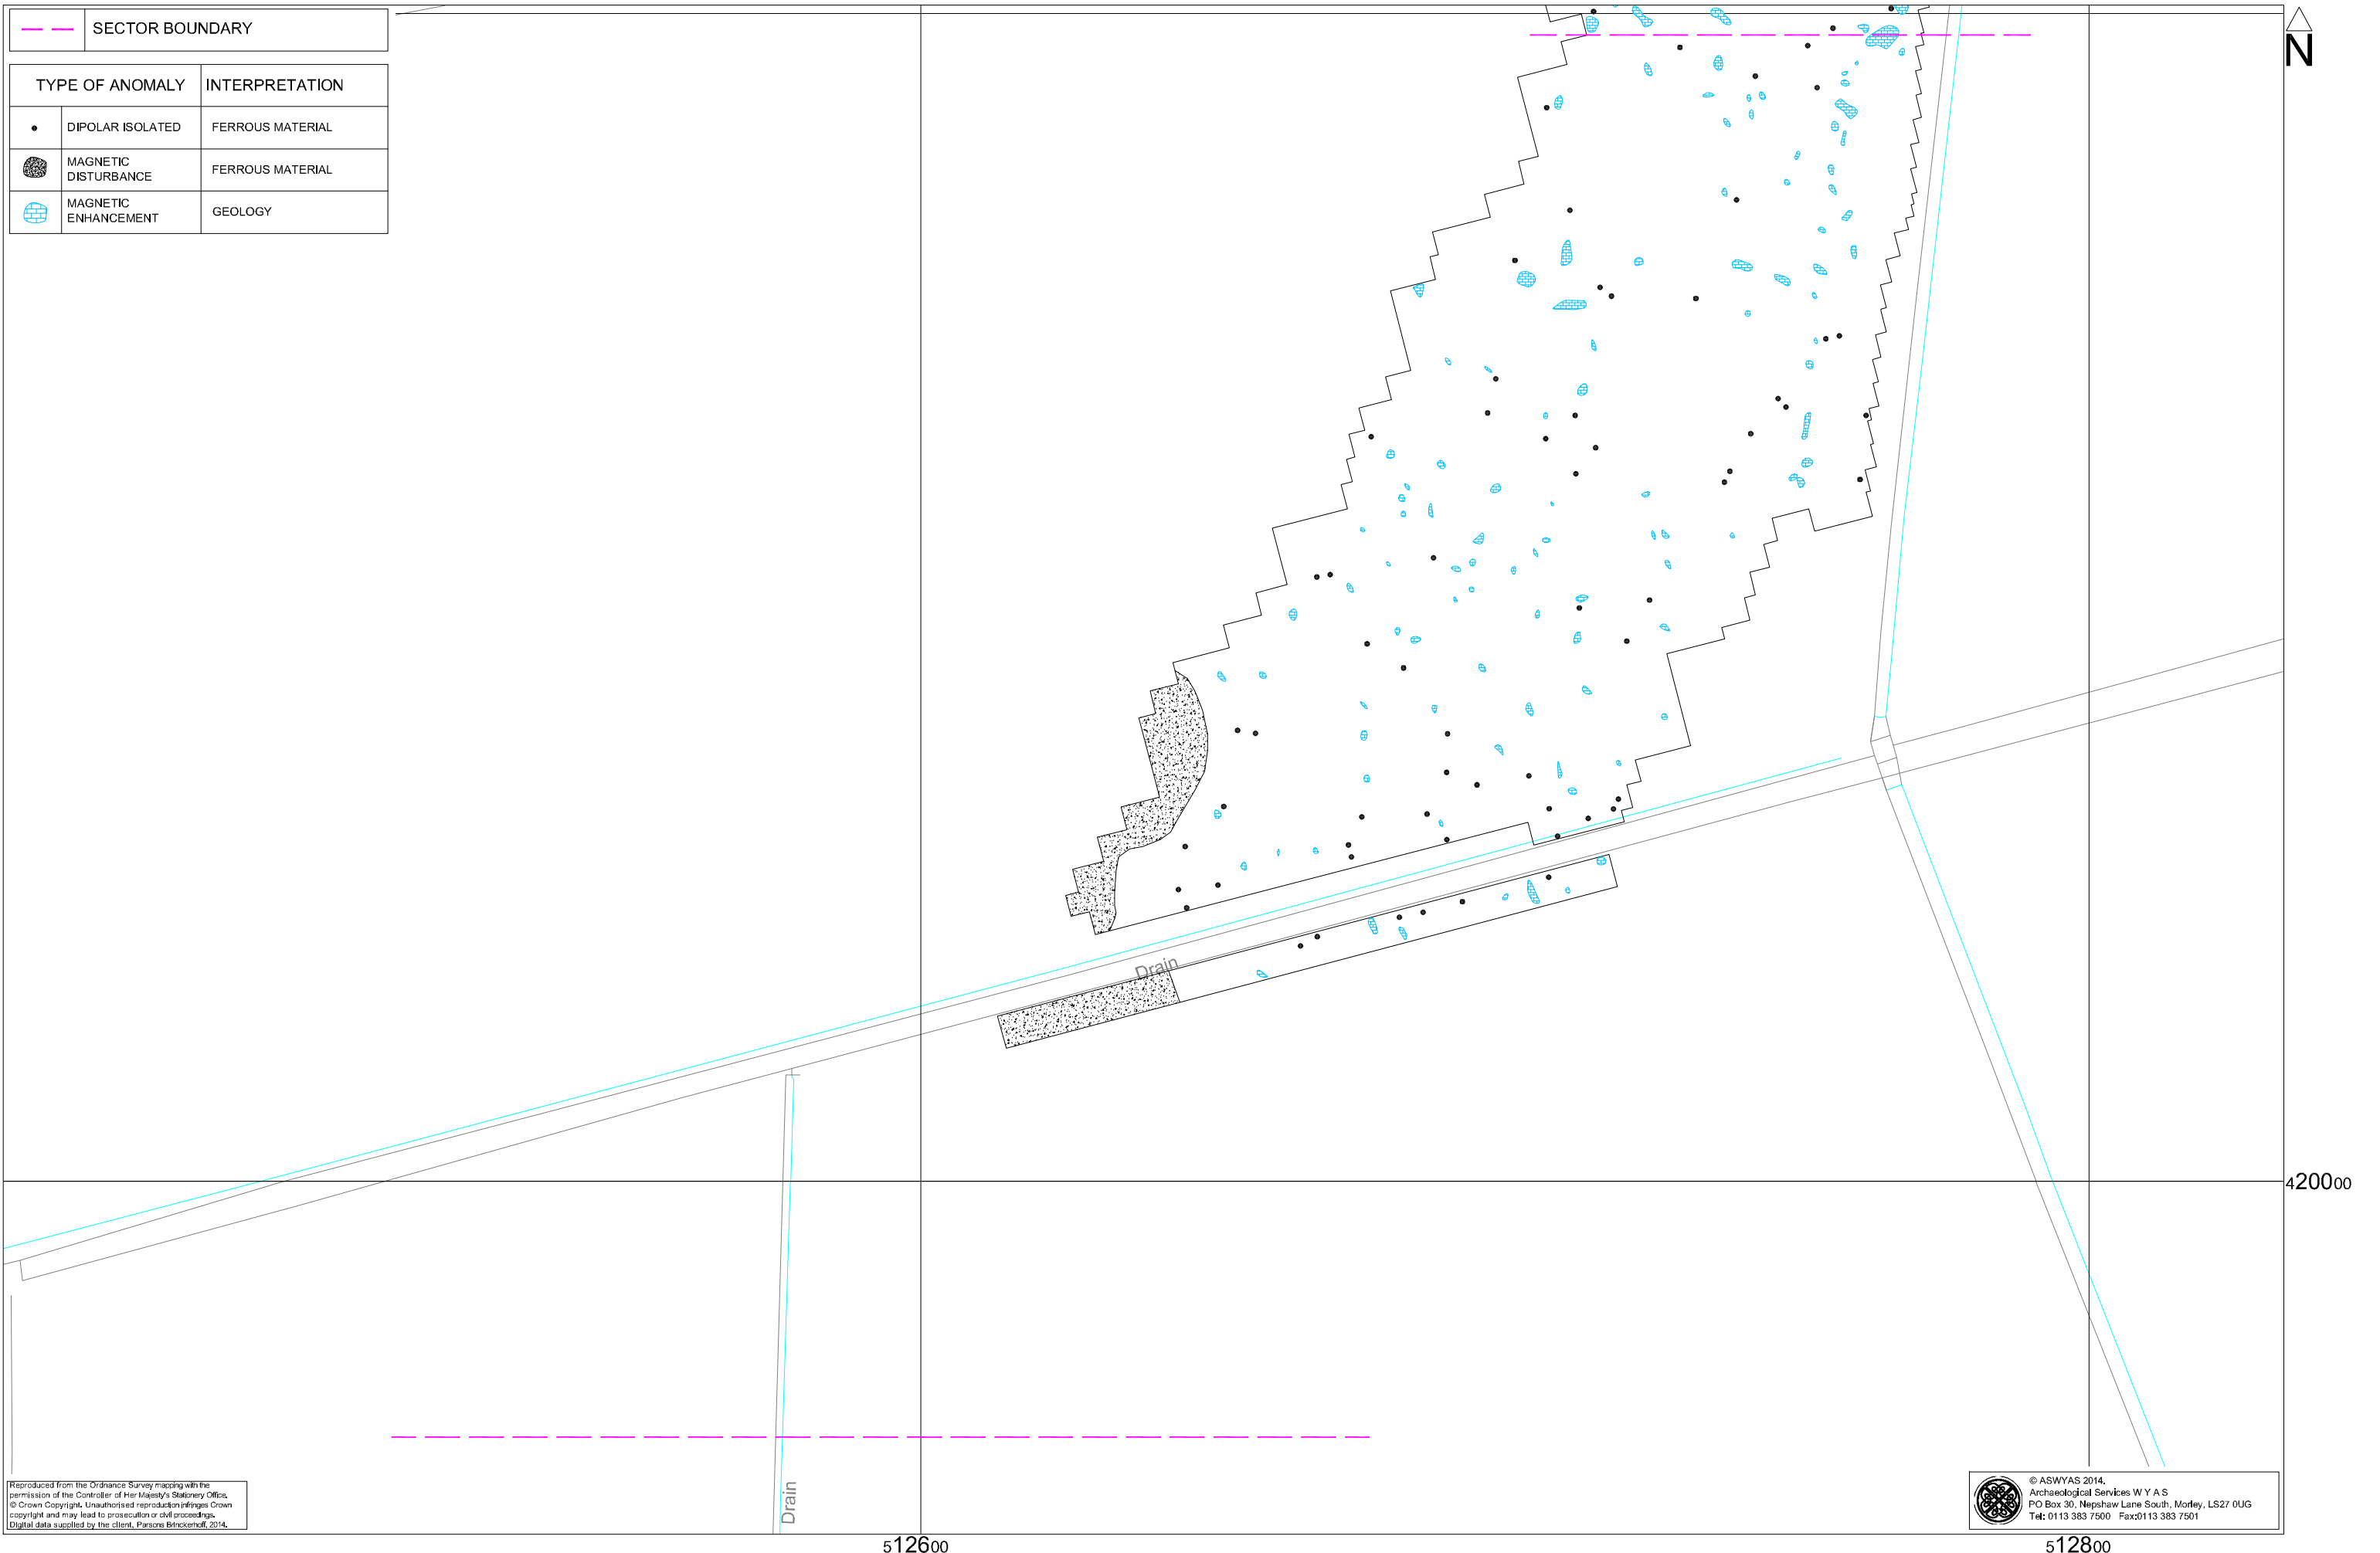 SECTOR BOUNDARY
N
TYPE OF ANOMALY INTERPRETATION
DIPOLAR ISOLATED FERROUS MATERIAL
MAGNETIC
DISTURBANCE
FERROUS MATERIAL
MAGNETIC
ENHANCEMENT
GEOLOGY
Drain
420000
Drain
Reproduced from the Ordnance Survey mapping with the
permission of the Controller of Her Majesty's Stationery Office.
© Crown Copyright. Unauthorised reproduction infringes Crown
copyright and may lead to prosecution or civil proceedings.
Digital data supplied by the client, Parsons Brinckerhoff, 2014.
© ASWYAS 2014.
Archaeological Services W Y A S
PO Box 30, Nepshaw Lane South, Morley, LS27 0UG
Tel: 0113 383 7500 Fax:0113 383 7501
512600
512800